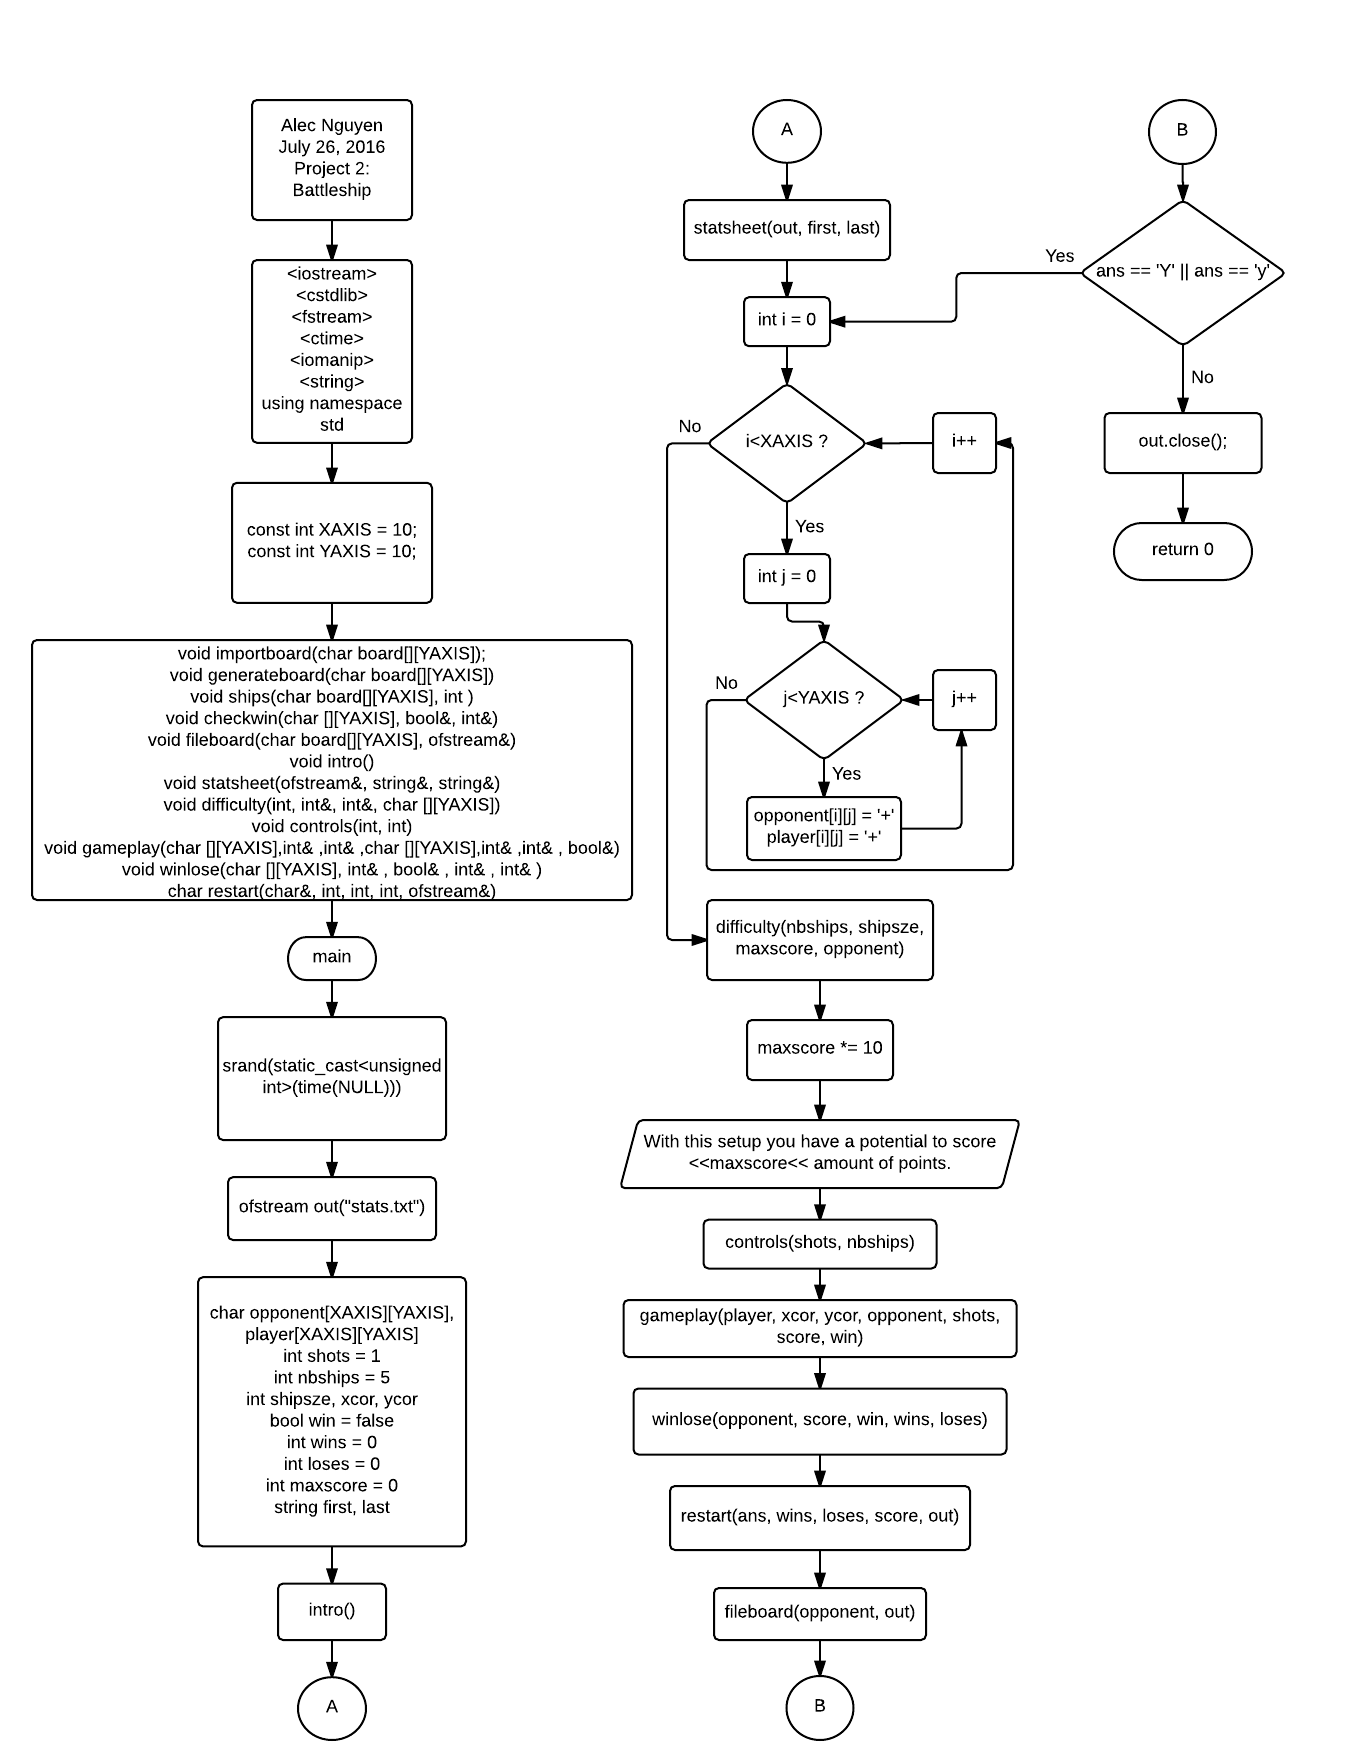 Alec Nguyen
July 26, 2016
Project 2:
Battleship
<iostream>
<cstdlib>
<fstream>
<ctime>
<iomanip>
<string>
using namespace
std
const int XAXIS = 10;
const int YAXIS = 10;
void importboard(char board[][YAXIS]);
void generateboard(char board[][YAXIS])
void ships(char board[][YAXIS], int )
void checkwin(char [][YAXIS], bool&, int&)
void fileboard(char board[][YAXIS], ofstream&)
void intro()
void statsheet(ofstream&, string&, string&)
void difficulty(int, int&, int&, char [][YAXIS])
void controls(int, int)
void gameplay(char [][YAXIS],int& ,int& ,char [][YAXIS],int& ,int& , bool&)
void winlose(char [][YAXIS], int& , bool& , int& , int& )
char restart(char&, int, int, int, ofstream&)
main
srand(static_cast<unsigned
int>(time(NULL)))
ofstream out("stats.txt")
char opponent[XAXIS][YAXIS],
player[XAXIS][YAXIS]
int shots = 1
int nbships = 5
int shipsze, xcor, ycor
bool win = false
int wins = 0
int loses = 0
int maxscore = 0
string first, last
intro()
A
A
statsheet(out, first, last)
int i = 0
i<XAXIS ?
No
i++
Yes
int j = 0
j<YAXIS ?
No
j++
Yes
opponent[i][j] = '+'
player[i][j] = '+'
difficulty(nbships, shipsze,
maxscore, opponent)
maxscore *= 10
With this setup you have a potential to score
<<maxscore<< amount of points.
controls(shots, nbships)
gameplay(player, xcor, ycor, opponent, shots,
score, win)
winlose(opponent, score, win, wins, loses)
restart(ans, wins, loses, score, out)
fileboard(opponent, out)
B
B
ans == 'Y' || ans == 'y'
Yes
No
out.close();
return 0